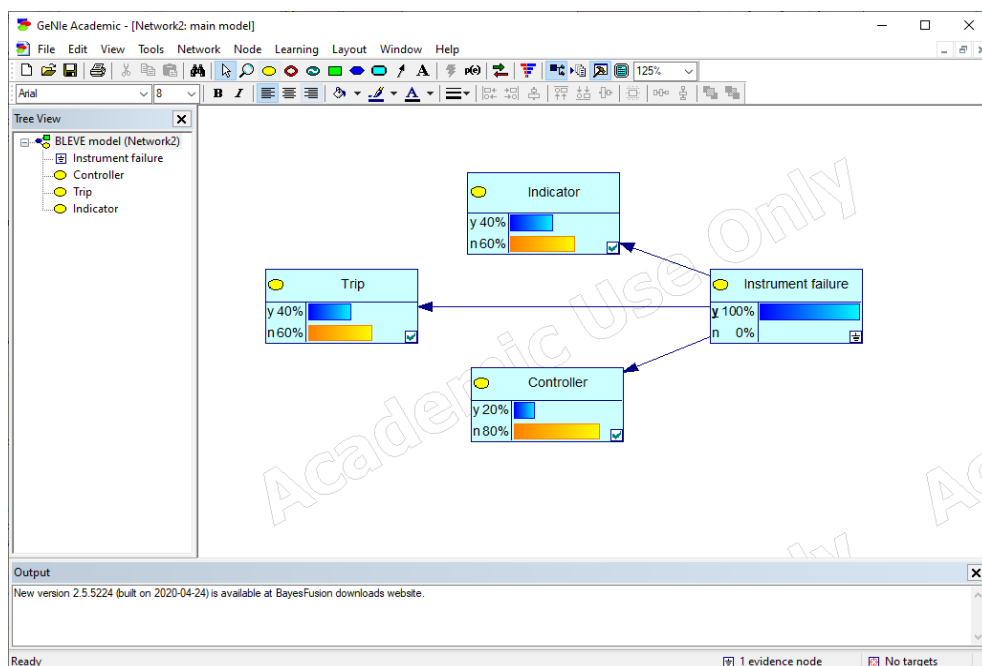 GeNIe Academic - [Network2: main model]
File Edit View Tools Network Node Learning Layout Window Help
p(e) 125%
Arial 8 B I A
Tree View
BLEVE model (Network2)
Instrument failure
Controller
Trip
Indicator
Indicator
y 40%
n 60%
Trip
y 40%
n 60%
Instrument failure
y 100%
n 0%
Controller
y 20%
n 80%
Academic Use Only
Output
New version 2.5.5224 (built on 2020-04-24) is available at BayesFusion downloads website.
Ready 1 evidence node No targets